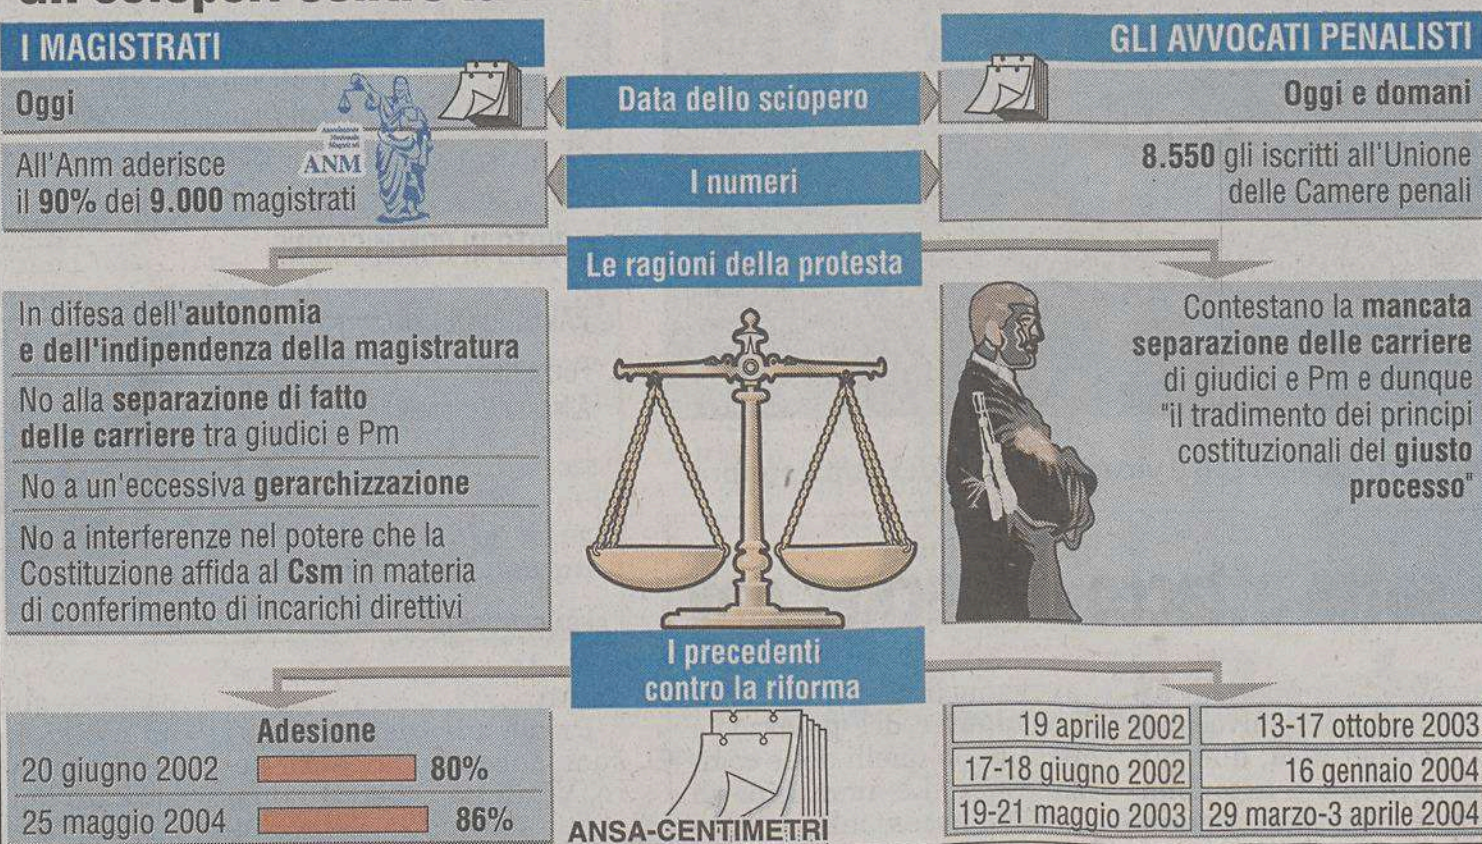 I MAGISTRATI
Oggi
Associazione
Nazionale
Magistrati
ANM
All'Anm aderisce
il 90% dei 9.000 magistrati
Data dello sciopero
I numeri
GLI AVVOCATI PENALISTI
Oggi e domani
8.550 gli iscritti all'Unione
delle Camere penali
Le ragioni della protesta
In difesa dell'autonomia
e dell'indipendenza della magistratura
No alla separazione di fatto
delle carriere tra giudici e Pm
No a un'eccessiva gerarchizzazione
No a interferenze nel potere che la
Costituzione affida al Csm in materia
di conferimento di incarichi direttivi
Contestano la mancata
separazione delle carriere
di giudici e Pm e dunque
"il tradimento dei principi
costituzionali del giusto
processo"
I precedenti
contro la riforma
Adesione
20 giugno 2002 80%
25 maggio 2004 86%
ANSA-CENTIMETRI
19 aprile 2002 13-17 ottobre 2003
17-18 giugno 2002 16 gennaio 2004
19-21 maggio 2003 29 marzo-3 aprile 2004